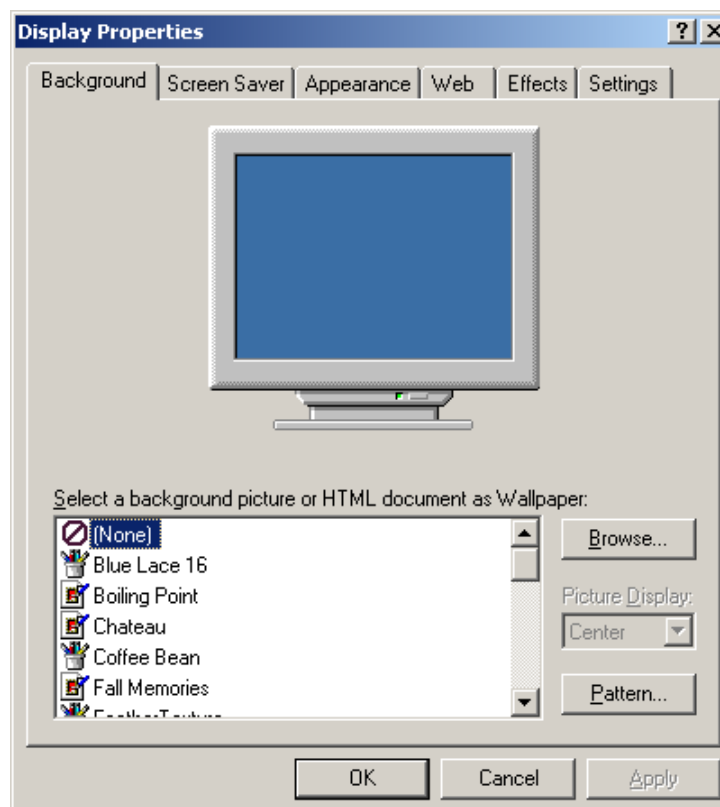 Display Properties
Background Screen Saver Appearance Web Effects Settings
Select a background picture or HTML document as Wallpaper:
(None)
Blue Lace 16
Boiling Point
Chateau
Coffee Bean
Fall Memories
FeatherTexture
Browse...
Picture Display:
Center
Pattern...
OK Cancel Apply